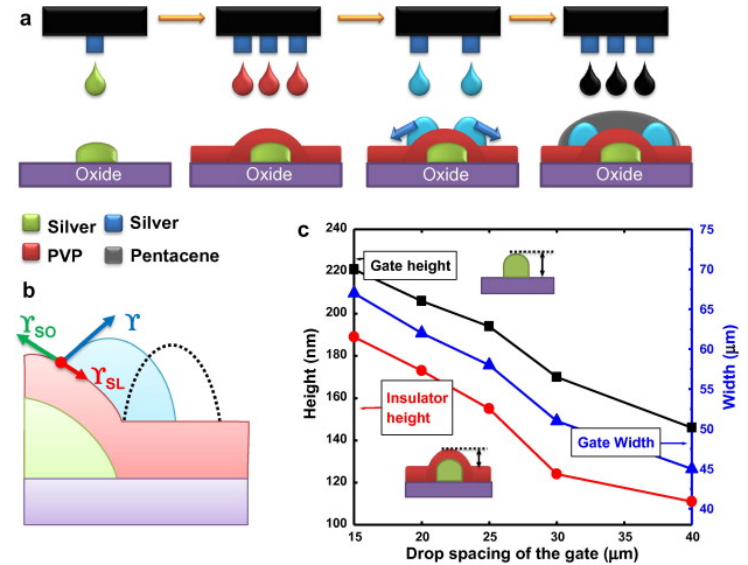 a
Oxide
Oxide
Oxide
Oxide
Silver
Silver
PVP
Pentacene
b
ϒSO
ϒ
ϒSL
c
240
220
200
180
160
140
120
100
Height (nm)
Gate height
Insulator
height
Gate Width
75
70
65
60
55
50
45
40
Width (μm)
15
20
25
30
35
40
Drop spacing of the gate (μm)